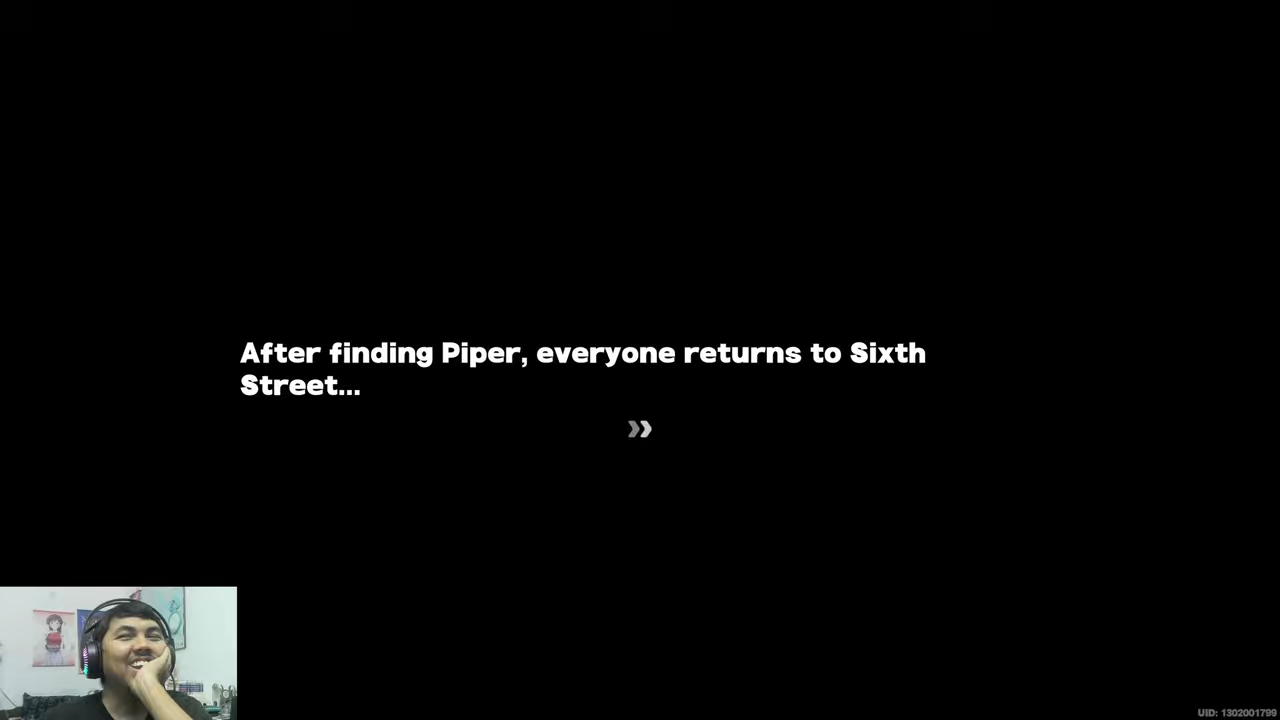 After finding Piper, everyone returns to Sixth
Street...
UID: 1302001799